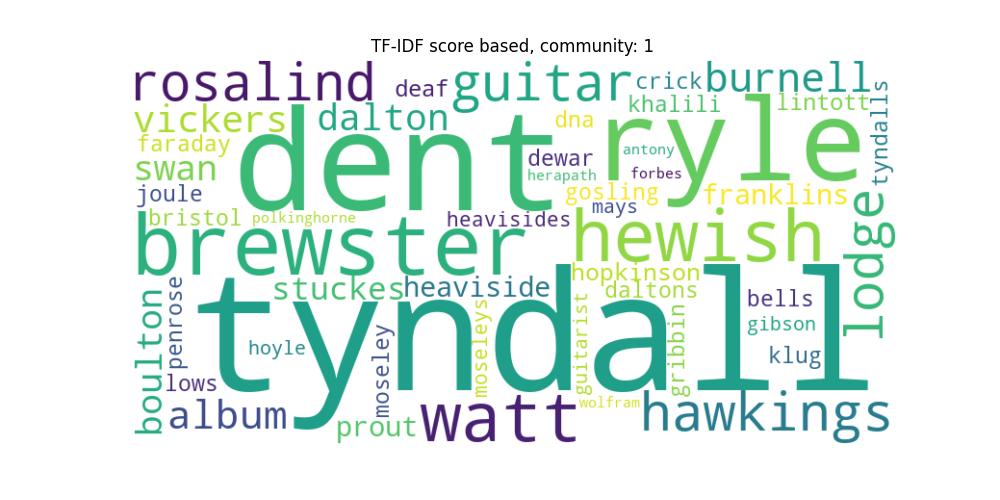 TF-IDF score based, community: 1
rosalind
deaf
guitar
crick
burnell
vickers
dalton
dna
khalili
lintott
tyndalls
faraday
dent
ryle
antony
swan
dewar
herapath
forbes
joule
gosling
franklins
mays
bristol
polkinghorne
heavisides
brewster
hewish
lodge
stuckes
heaviside
hopkinson
daltons
bells
boulton
penrose
tyndall
hoyle
moseley
moseleys
guitarist
gribbin
gibson
klug
lows
album
prout
watt
wolfram
hawkings